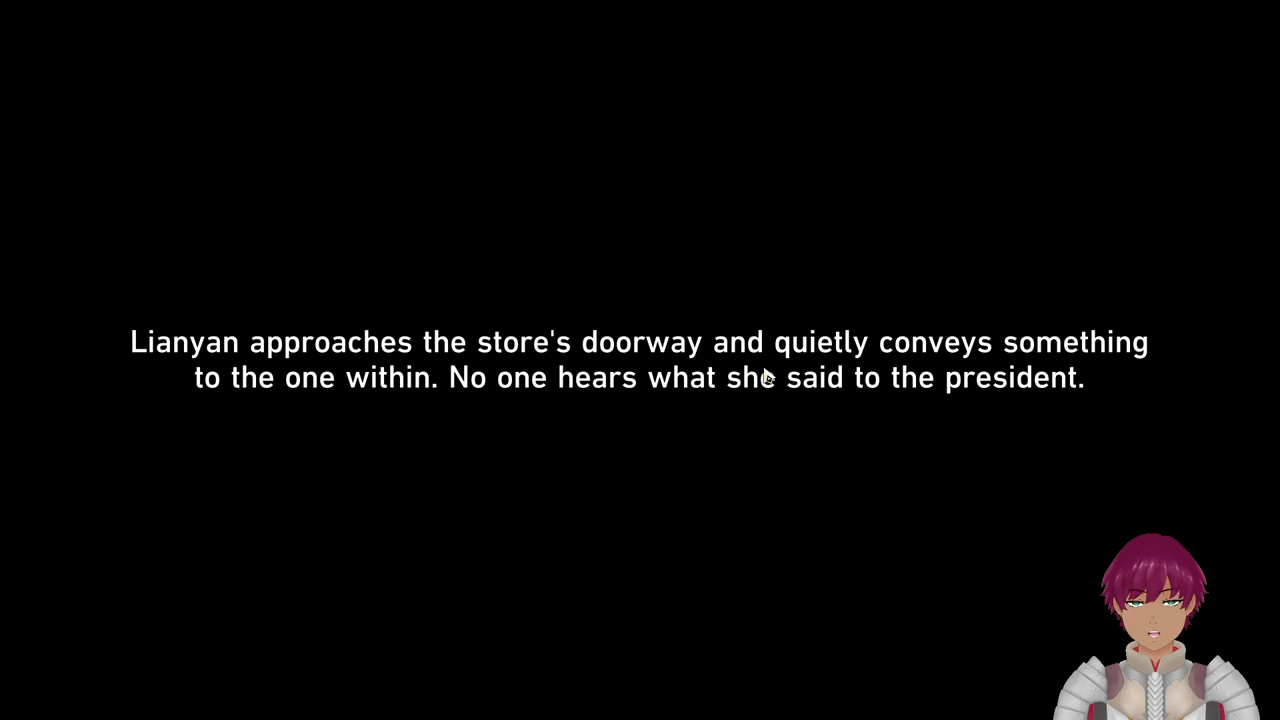 Lianyan approaches the store's doorway and quietly conveys something
to the one within. No one hears what she said to the president.